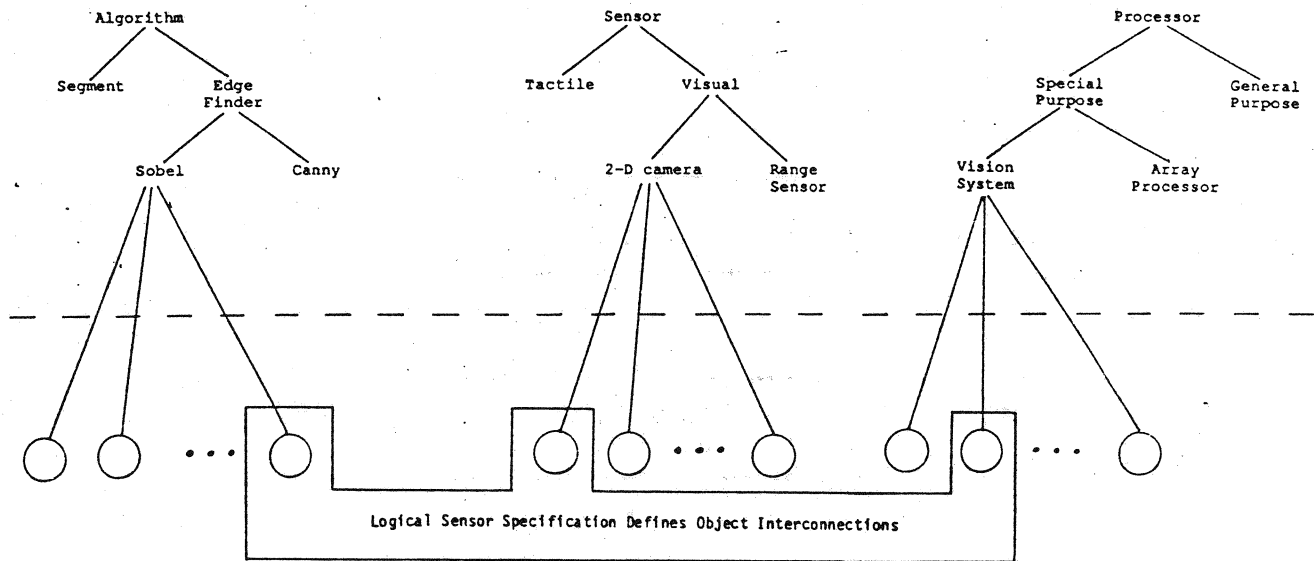 Algorithm
Sensor
Processor
Segment
Edge
Finder
Tactile
Visual
Special
Purpose
General
Purpose
Sobel
Canny
2-D camera
Range
Sensor
Vision
System
Array
Processor
Logical Sensor Specification Defines Object Interconnections